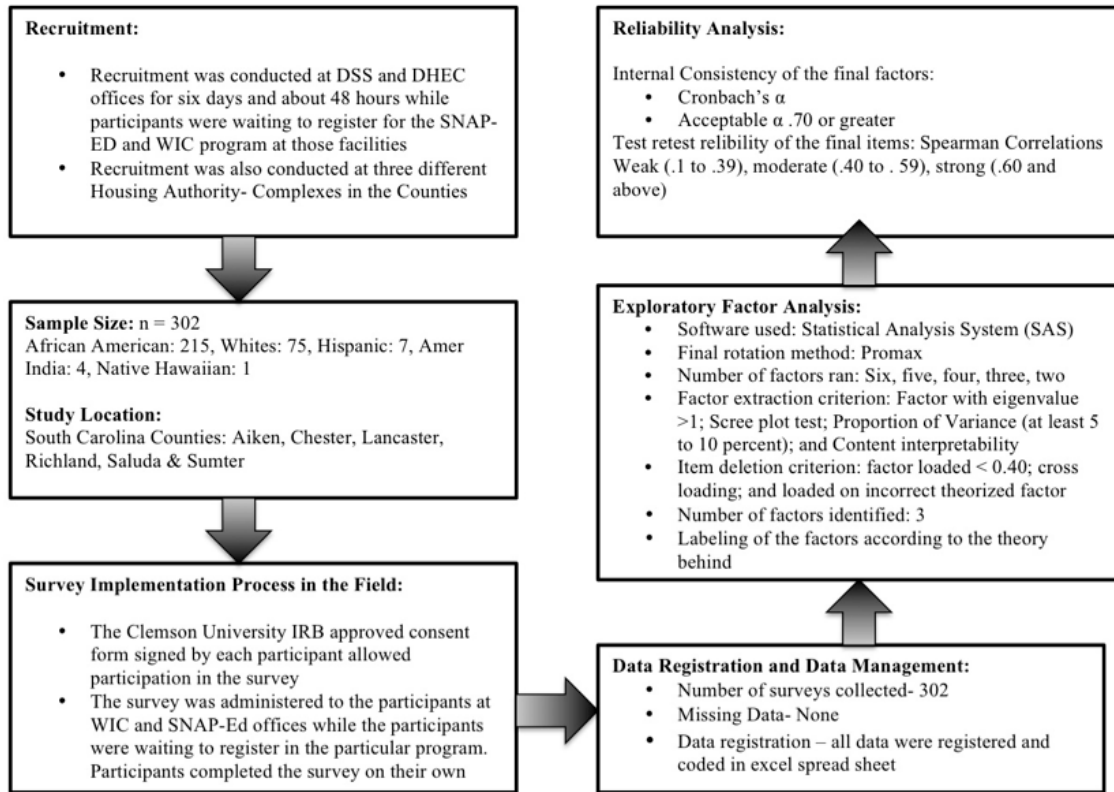 Recruitment:
• Recruitment was conducted at DSS and DHEC
offices for six days and about 48 hours while
participants were waiting to register for the SNAP-
ED and WIC program at those facilities
• Recruitment was also conducted at three different
Housing Authority- Complexes in the Counties
Sample Size: n = 302
African American: 215, Whites: 75, Hispanic: 7, Amer
India: 4, Native Hawaiian: 1
Study Location:
South Carolina Counties: Aiken, Chester, Lancaster,
Richland, Saluda & Sumter
Survey Implementation Process in the Field:
• The Clemson University IRB approved consent
form signed by each participant allowed
participation in the survey
• The survey was administered to the participants at
WIC and SNAP-Ed offices while the participants
were waiting to register in the particular program.
Participants completed the survey on their own
Data Registration and Data Management:
• Number of surveys collected- 302
• Missing Data- None
• Data registration – all data were registered and
coded in excel spread sheet
Exploratory Factor Analysis:
• Software used: Statistical Analysis System (SAS)
• Final rotation method: Promax
• Number of factors ran: Six, five, four, three, two
• Factor extraction criterion: Factor with eigenvalue
>1; Scree plot test; Proportion of Variance (at least 5
to 10 percent); and Content interpretability
• Item deletion criterion: factor loaded < 0.40; cross
loading; and loaded on incorrect theorized factor
• Number of factors identified: 3
• Labeling of the factors according to the theory
behind
Reliability Analysis:
Internal Consistency of the final factors:
• Cronbach’s α
• Acceptable α .70 or greater
Test retest relibility of the final items: Spearman Correlations
Weak (.1 to .39), moderate (.40 to . 59), strong (.60 and
above)